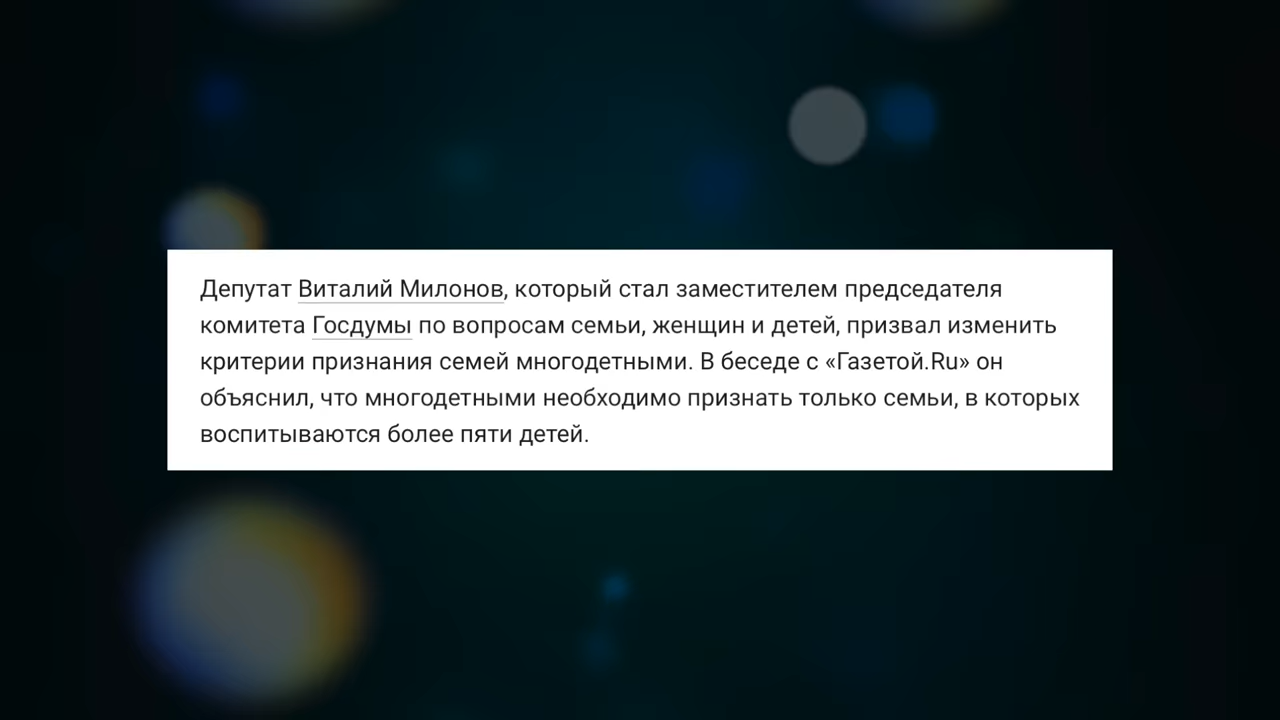 Депутат Виталий Милонов, который стал заместителем председателя
комитета Госдумы по вопросам семьи, женщин и детей, призвал изменить
критерии признания семей многодетными. В беседе с «Газетой.Ru» он
объяснил, что многодетными необходимо признать только семьи, в которых
воспитываются более пяти детей.